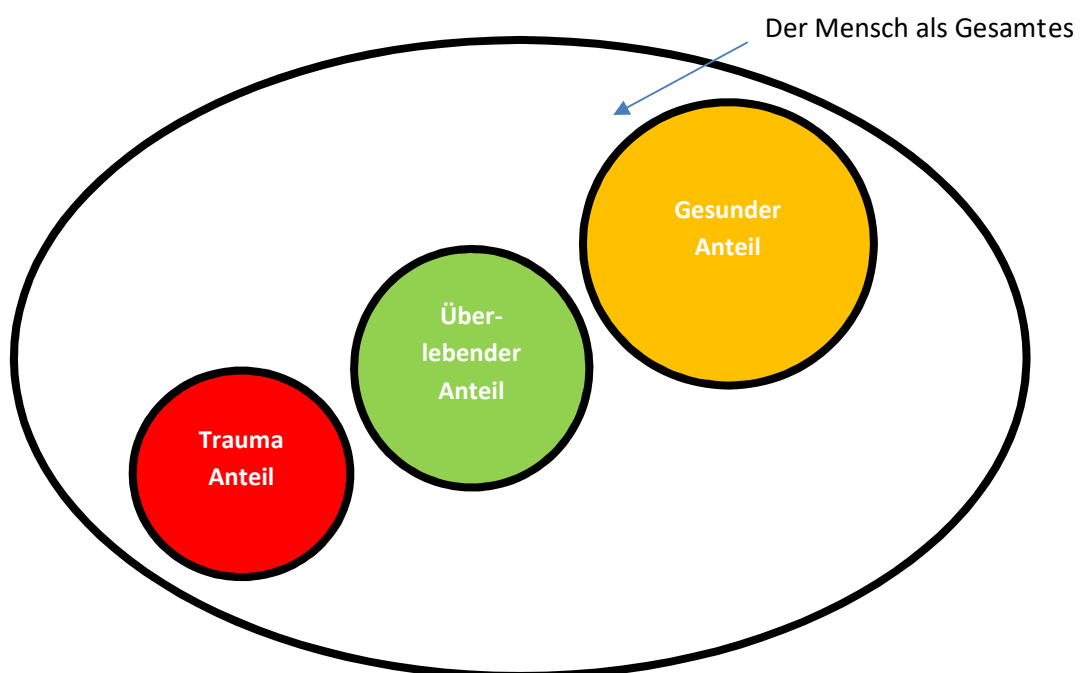 Der Mensch als Gesamtes
Gesunder
Anteil
Über-
lebender
Anteil
Trauma
Anteil